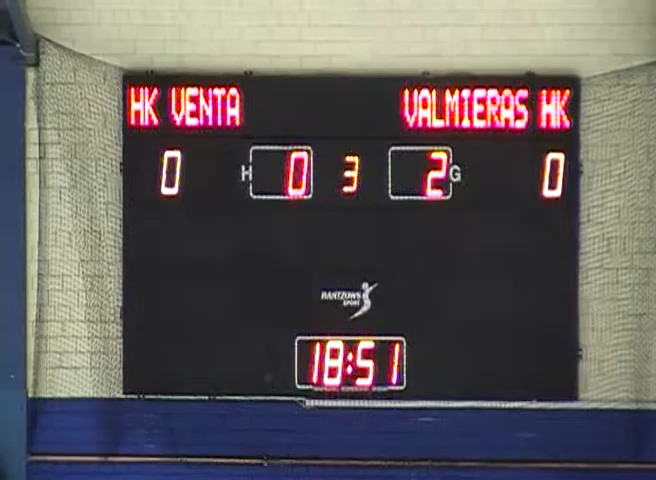 HK VENTA VALMIERAS HK
0 H 0 3 2 G 0
RANTZOWS
SPORT
18:51